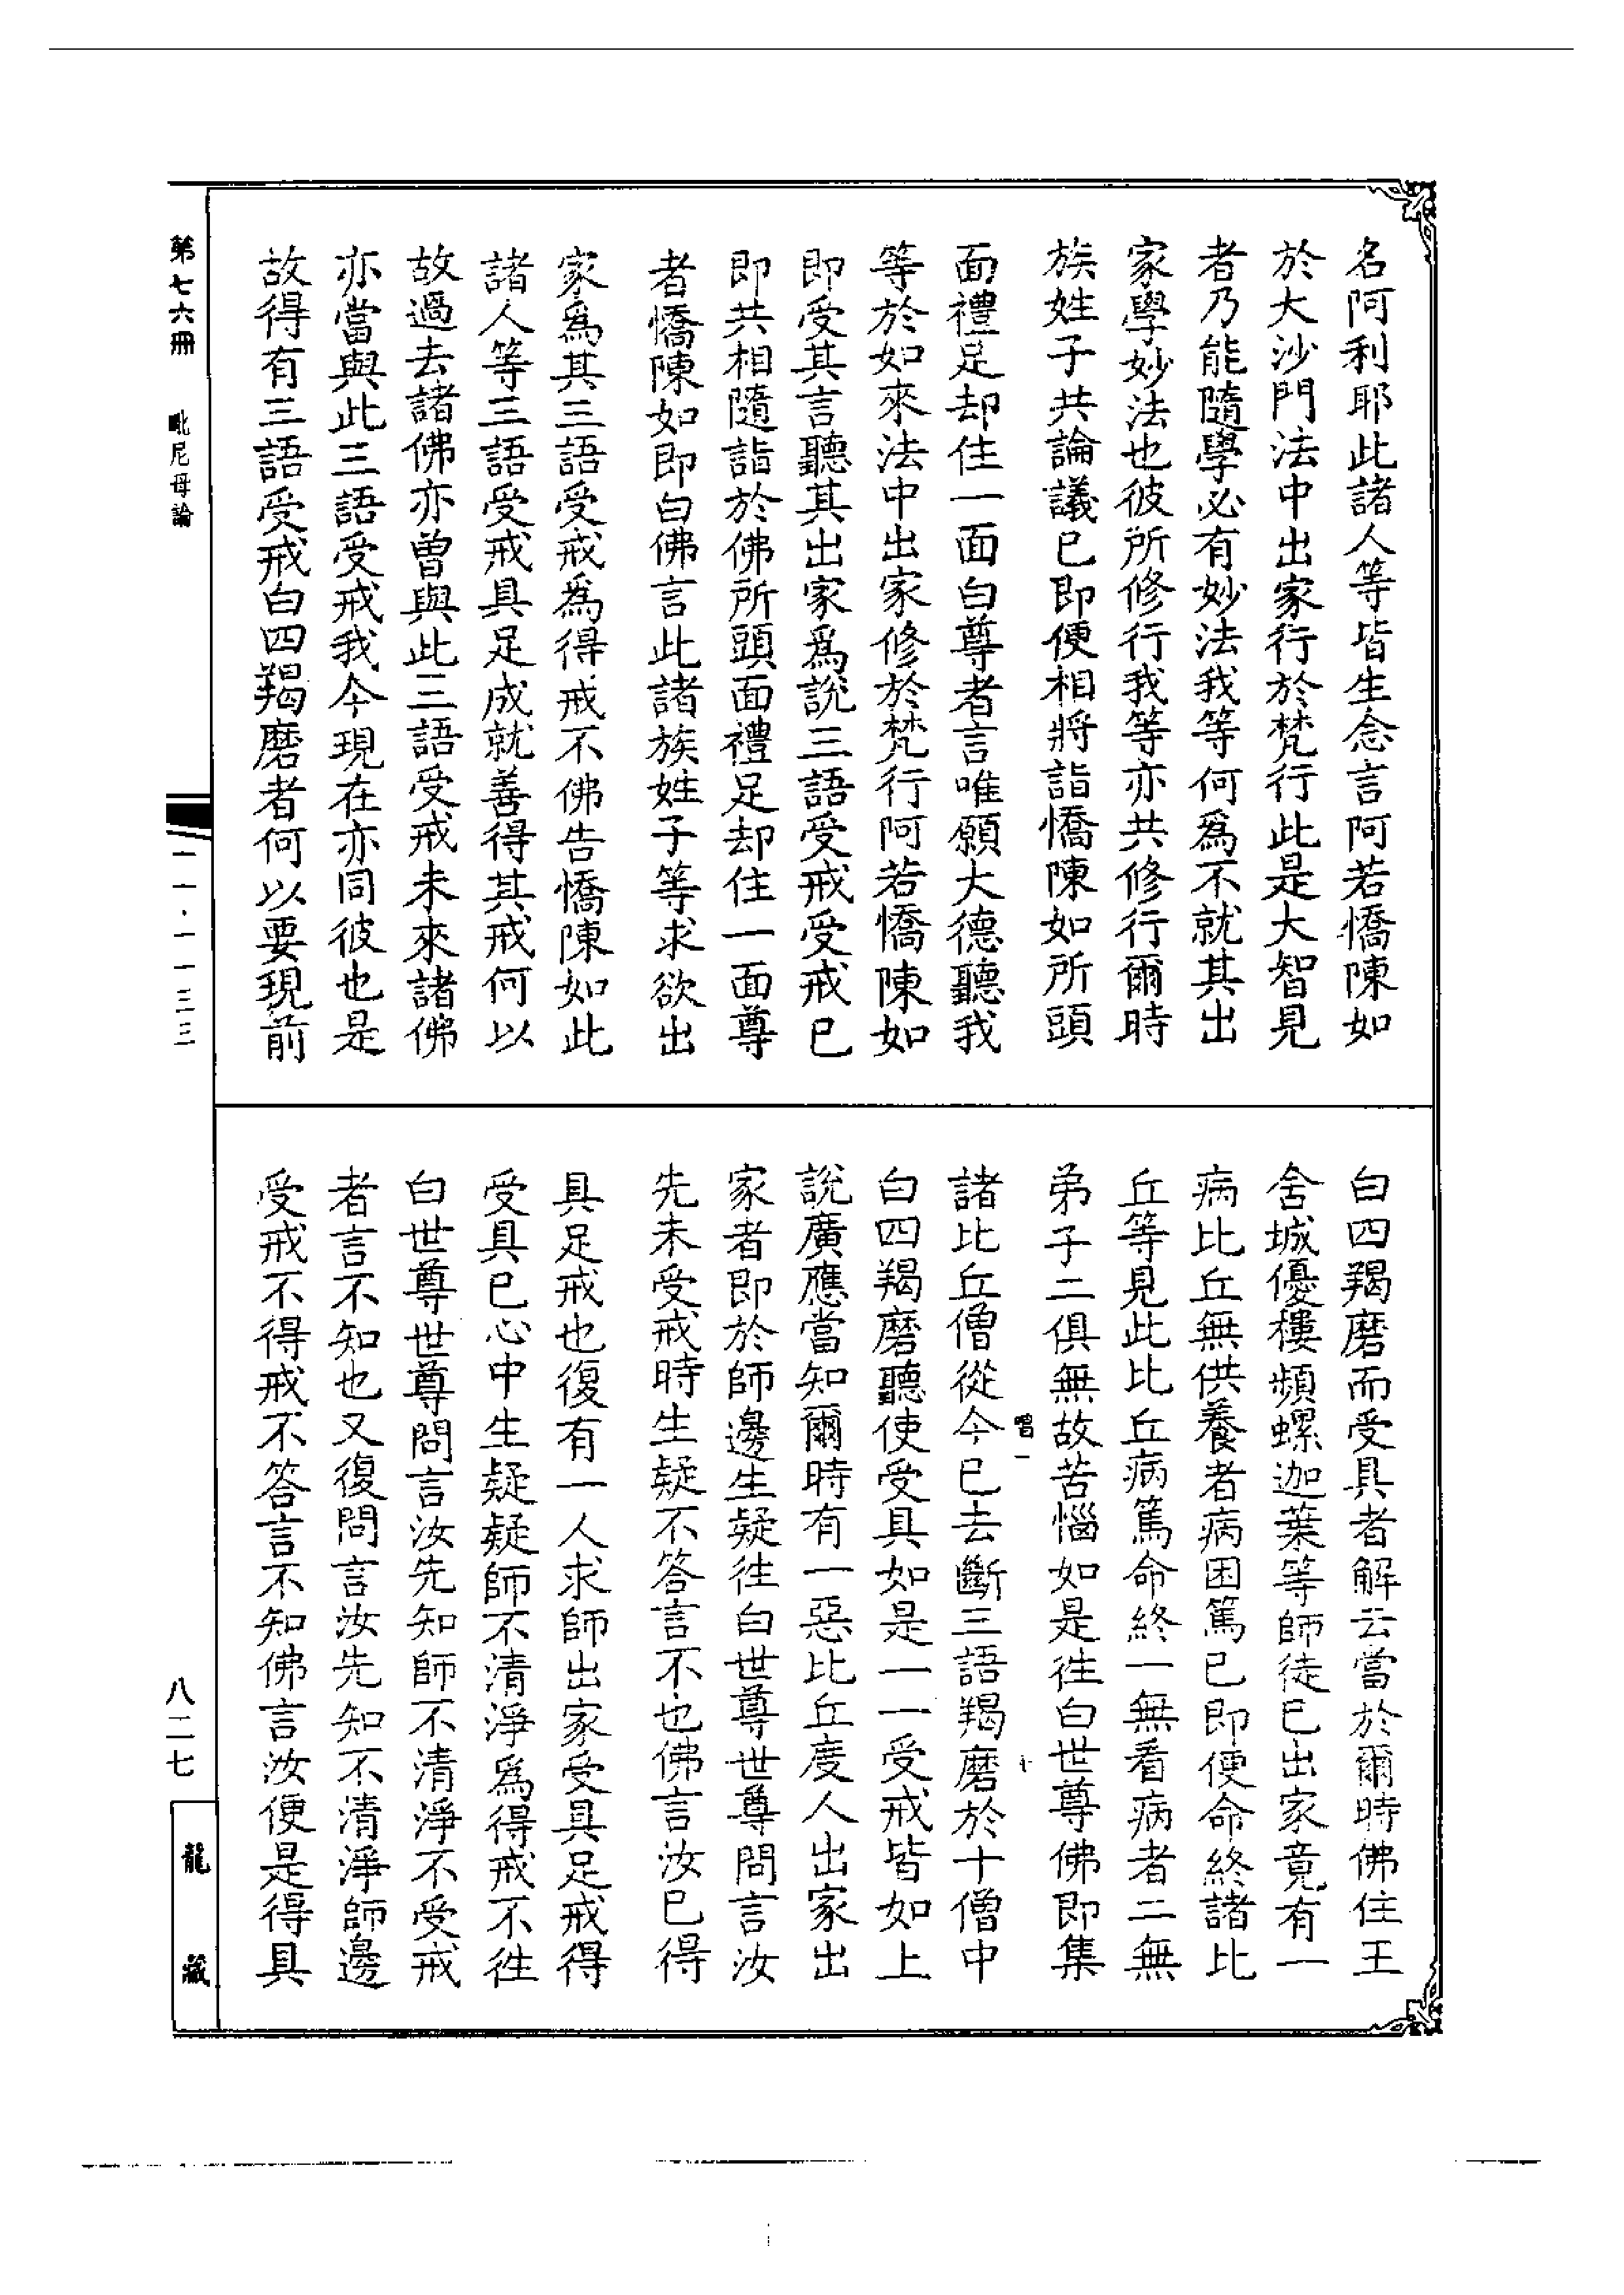 名阿利耶此諸人等皆生念言阿若憍陳如
於大沙門法中出家行於梵行此是大智見
者乃能隨學必有妙法我等何爲不就其出
家學妙法也彼所修行我等亦共修行爾時
族姓子共論議已即便相將詣憍陳如所頭
面禮足却住一面白尊者言唯願大德聽我
等於如來法中出家修於梵行阿若憍陳如
即受其言聽其出家爲說三語受戒受戒已
即共相隨詣於佛所頭面禮足却住一面尊
者憍陳如即白佛言此諸族姓子等求欲出
家爲其三語受戒爲得戒不佛告憍陳如此
諸人等三語受戒具足成就善得其戒何以
故過去諸佛亦曽與此三語受戒未來諸佛
亦當與此三語受戒我今現在亦同彼也是
故得有三語受戒白四羯磨者何以要現前
白四羯磨而受具者解云當於爾時佛住王
舍城優樓頻螺迦葉等師徒已出家竟有一
病比丘無供養者病困篤已即便命終諸比
丘等見此比丘病篤命終一無看病者二無
弟子二俱無故苦惱如是往白世尊佛即集
諸比丘僧從今已去斷三語羯磨於十僧中
白四羯磨聽使受具如是一一受戒皆如上
說廣應當知爾時有一惡比丘度人出家出
家者即於師邊生疑往白世尊世尊問言汝
先未受戒時生疑不答言不也佛言汝已得
具足戒也復有一人求師出家受具足戒得
受具已心中生疑疑師不清淨爲得戒不往
白世尊世尊問言汝先知師不清淨不受戒
者言不知也又復問言汝先知不清淨師邊
受戒不得戒不答言不知佛言汝便是得具
唱一
十
第七六冊
毗尼母論
一一·一一三三
八二七
龍藏